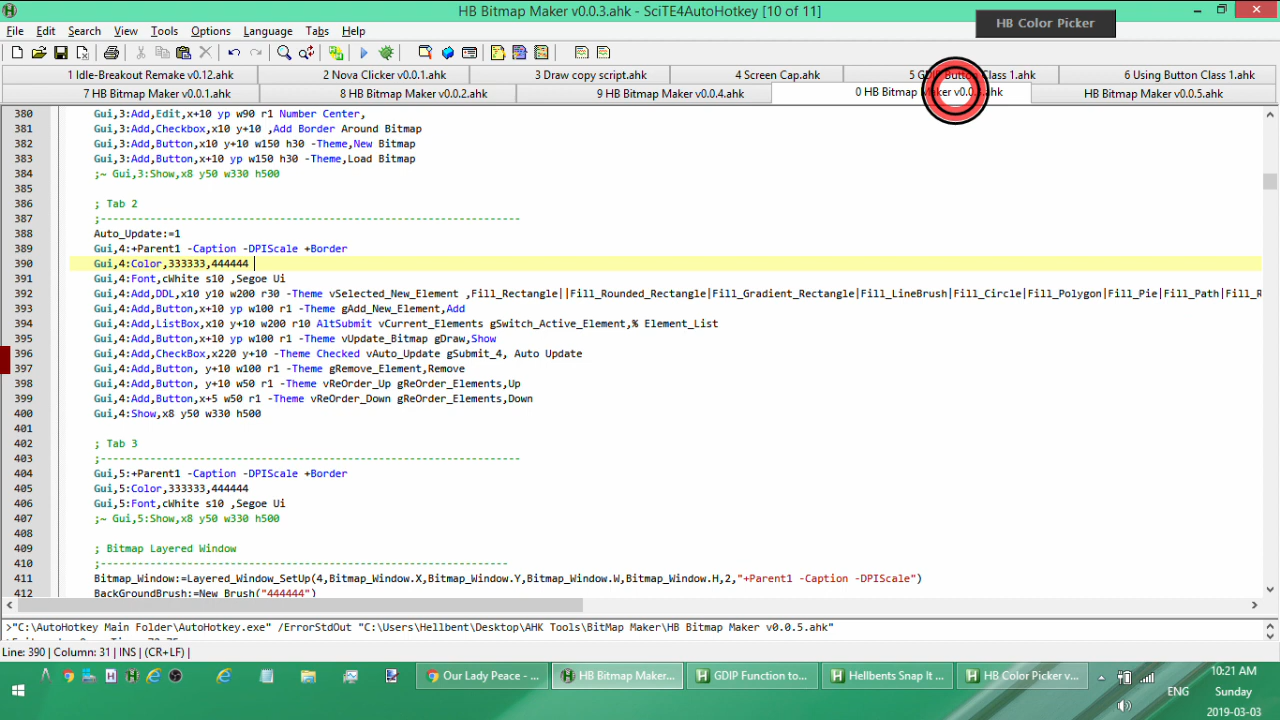 HB Bitmap Maker v0.0.3.ahk - SciTE4AutoHotkey [10 of 11]
HB Color Picker
File Edit Search View Tools Options Language Tabs Help
1 Idle-Breakout Remake v0.12.ahk 2 Nova Clicker v0.0.1.ahk 3 Draw copy script.ahk 4 Screen Cap.ahk 5 GDIP Button Class 1.ahk 6 Using Button Class 1.ahk
7 HB Bitmap Maker v0.0.1.ahk 8 HB Bitmap Maker v0.0.2.ahk 9 HB Bitmap Maker v0.0.4.ahk 0 HB Bitmap Maker v0.0.3.ahk HB Bitmap Maker v0.0.5.ahk
380 Gui,3:Add,Edit,x+10 yp w90 r1 Number Center,
381 Gui,3:Add,Checkbox,x10 y+10 ,Add Border Around Bitmap
382 Gui,3:Add,Button,x10 y+10 w150 h30 -Theme,New Bitmap
383 Gui,3:Add,Button,x+10 yp w150 h30 -Theme,Load Bitmap
384 ;~ Gui,3:Show,x8 y50 w330 h500
385
386 ; Tab 2
387 ;----------------------------------------------------------------------
388 Auto_Update:=1
389 Gui,4:+Parent1 -Caption -DPIScale +Border
390 Gui,4:Color,333333,444444
391 Gui,4:Font,cWhite s10 ,Segoe Ui
392 Gui,4:Add,DDL,x10 y10 w200 r30 -Theme vSelected_New_Element ,Fill_Rectangle||Fill_Rounded_Rectangle|Fill_Gradient_Rectangle|Fill_LineBrush|Fill_Circle|Fill_Polygon|Fill_Pie|Fill_Path|Fill_R
393 Gui,4:Add,Button,x+10 yp w100 r1 -Theme gAdd_New_Element,Add
394 Gui,4:Add,ListBox,x10 y+10 w200 r10 AltSubmit vCurrent_Elements gSwitch_Active_Element,% Element_List
395 Gui,4:Add,Button,x+10 yp w100 r1 -Theme vUpdate_Bitmap gDraw,Show
396 Gui,4:Add,CheckBox,x220 y+10 -Theme Checked vAuto_Update gSubmit_4, Auto Update
397 Gui,4:Add,Button, y+10 w100 r1 -Theme gRemove_Element,Remove
398 Gui,4:Add,Button, y+10 w50 r1 -Theme vReOrder_Up gReOrder_Elements,Up
399 Gui,4:Add,Button,x+5 w50 r1 -Theme vReOrder_Down gReOrder_Elements,Down
400 Gui,4:Show,x8 y50 w330 h500
401
402 ; Tab 3
403 ;----------------------------------------------------------------------
404 Gui,5:+Parent1 -Caption -DPIScale +Border
405 Gui,5:Color,333333,444444
406 Gui,5:Font,cWhite s10 ,Segoe Ui
407 ;~ Gui,5:Show,x8 y50 w330 h500
408
409 ; Bitmap Layered Window
410 ;--------------------------------------------------------------------
411 Bitmap_Window:=Layered_Window_SetUp(4,Bitmap_Window.X,Bitmap_Window.Y,Bitmap_Window.W,Bitmap_Window.H,2,"+Parent1 -Caption -DPIScale")
412 BackGroundBrush:=New_Brush("444444")
>"C:\AutoHotkey Main Folder\AutoHotkey.exe" /ErrorStdOut "C:\Users\Hellbent\Desktop\AHK Tools\BitMap Maker\HB Bitmap Maker v0.0.5.ahk"
Line: 390 | Column: 31 | INS | (CR+LF) |
Our Lady Peace - ... HB Bitmap Maker... GDIP Function to... Hellbents Snap It ... HB Color Picker v...
ENG
10:21 AM
Sunday
2019-03-03